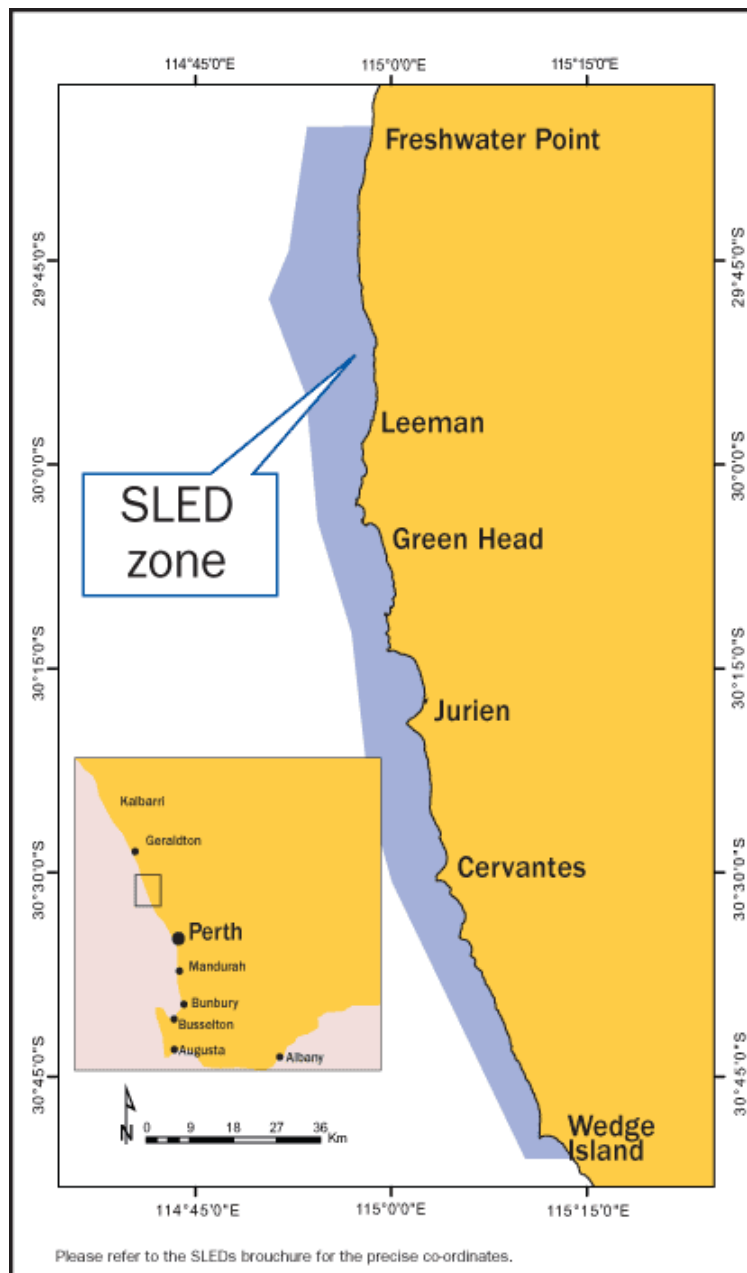 114°45'0"E 115°0'0"E 115°15'0"E
Freshwater Point
29°45'0"S 29°45'0"S
Leeman
30°0'0"S 30°0'0"S
SLED
zone
Green Head
30°15'0"S 30°15'0"S
Jurien
Kalbarri
Geraldton
Cervantes
30°30'0"S 30°30'0"S
Perth
Mandurah
Bunbury
Busselton
Augusta
Albany
30°45'0"S 30°45'0"S
Wedge
Island
N
0 9 18 27 36
Km
114°45'0"E 115°0'0"E 115°15'0"E
Please refer to the SLEDs brouchure for the precise co-ordinates.